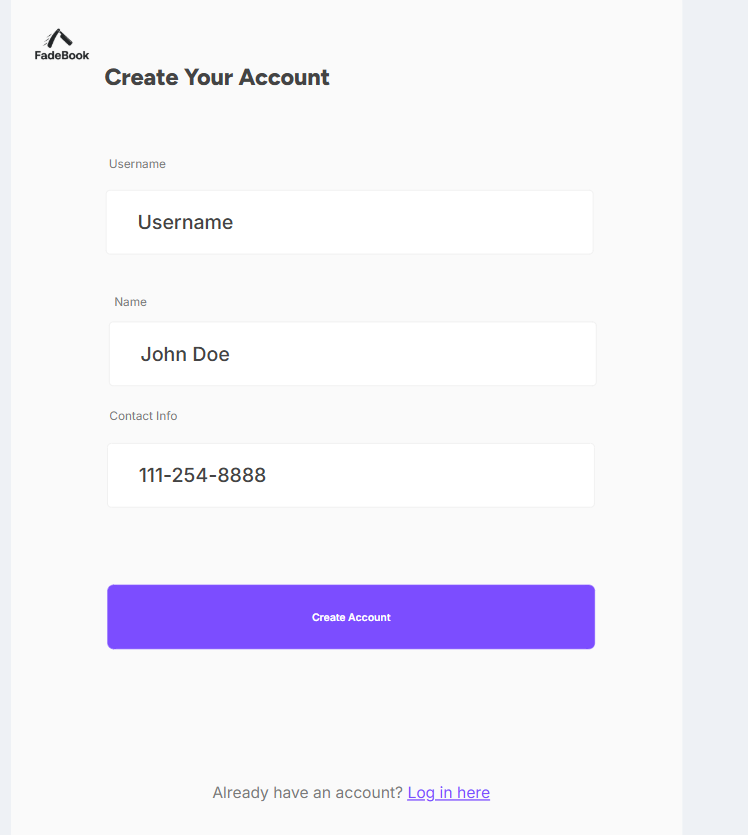 FadeBook
Create Your Account
Username
Username
Name
John Doe
Contact Info
111-254-8888
Create Account
Already have an account? Log in here